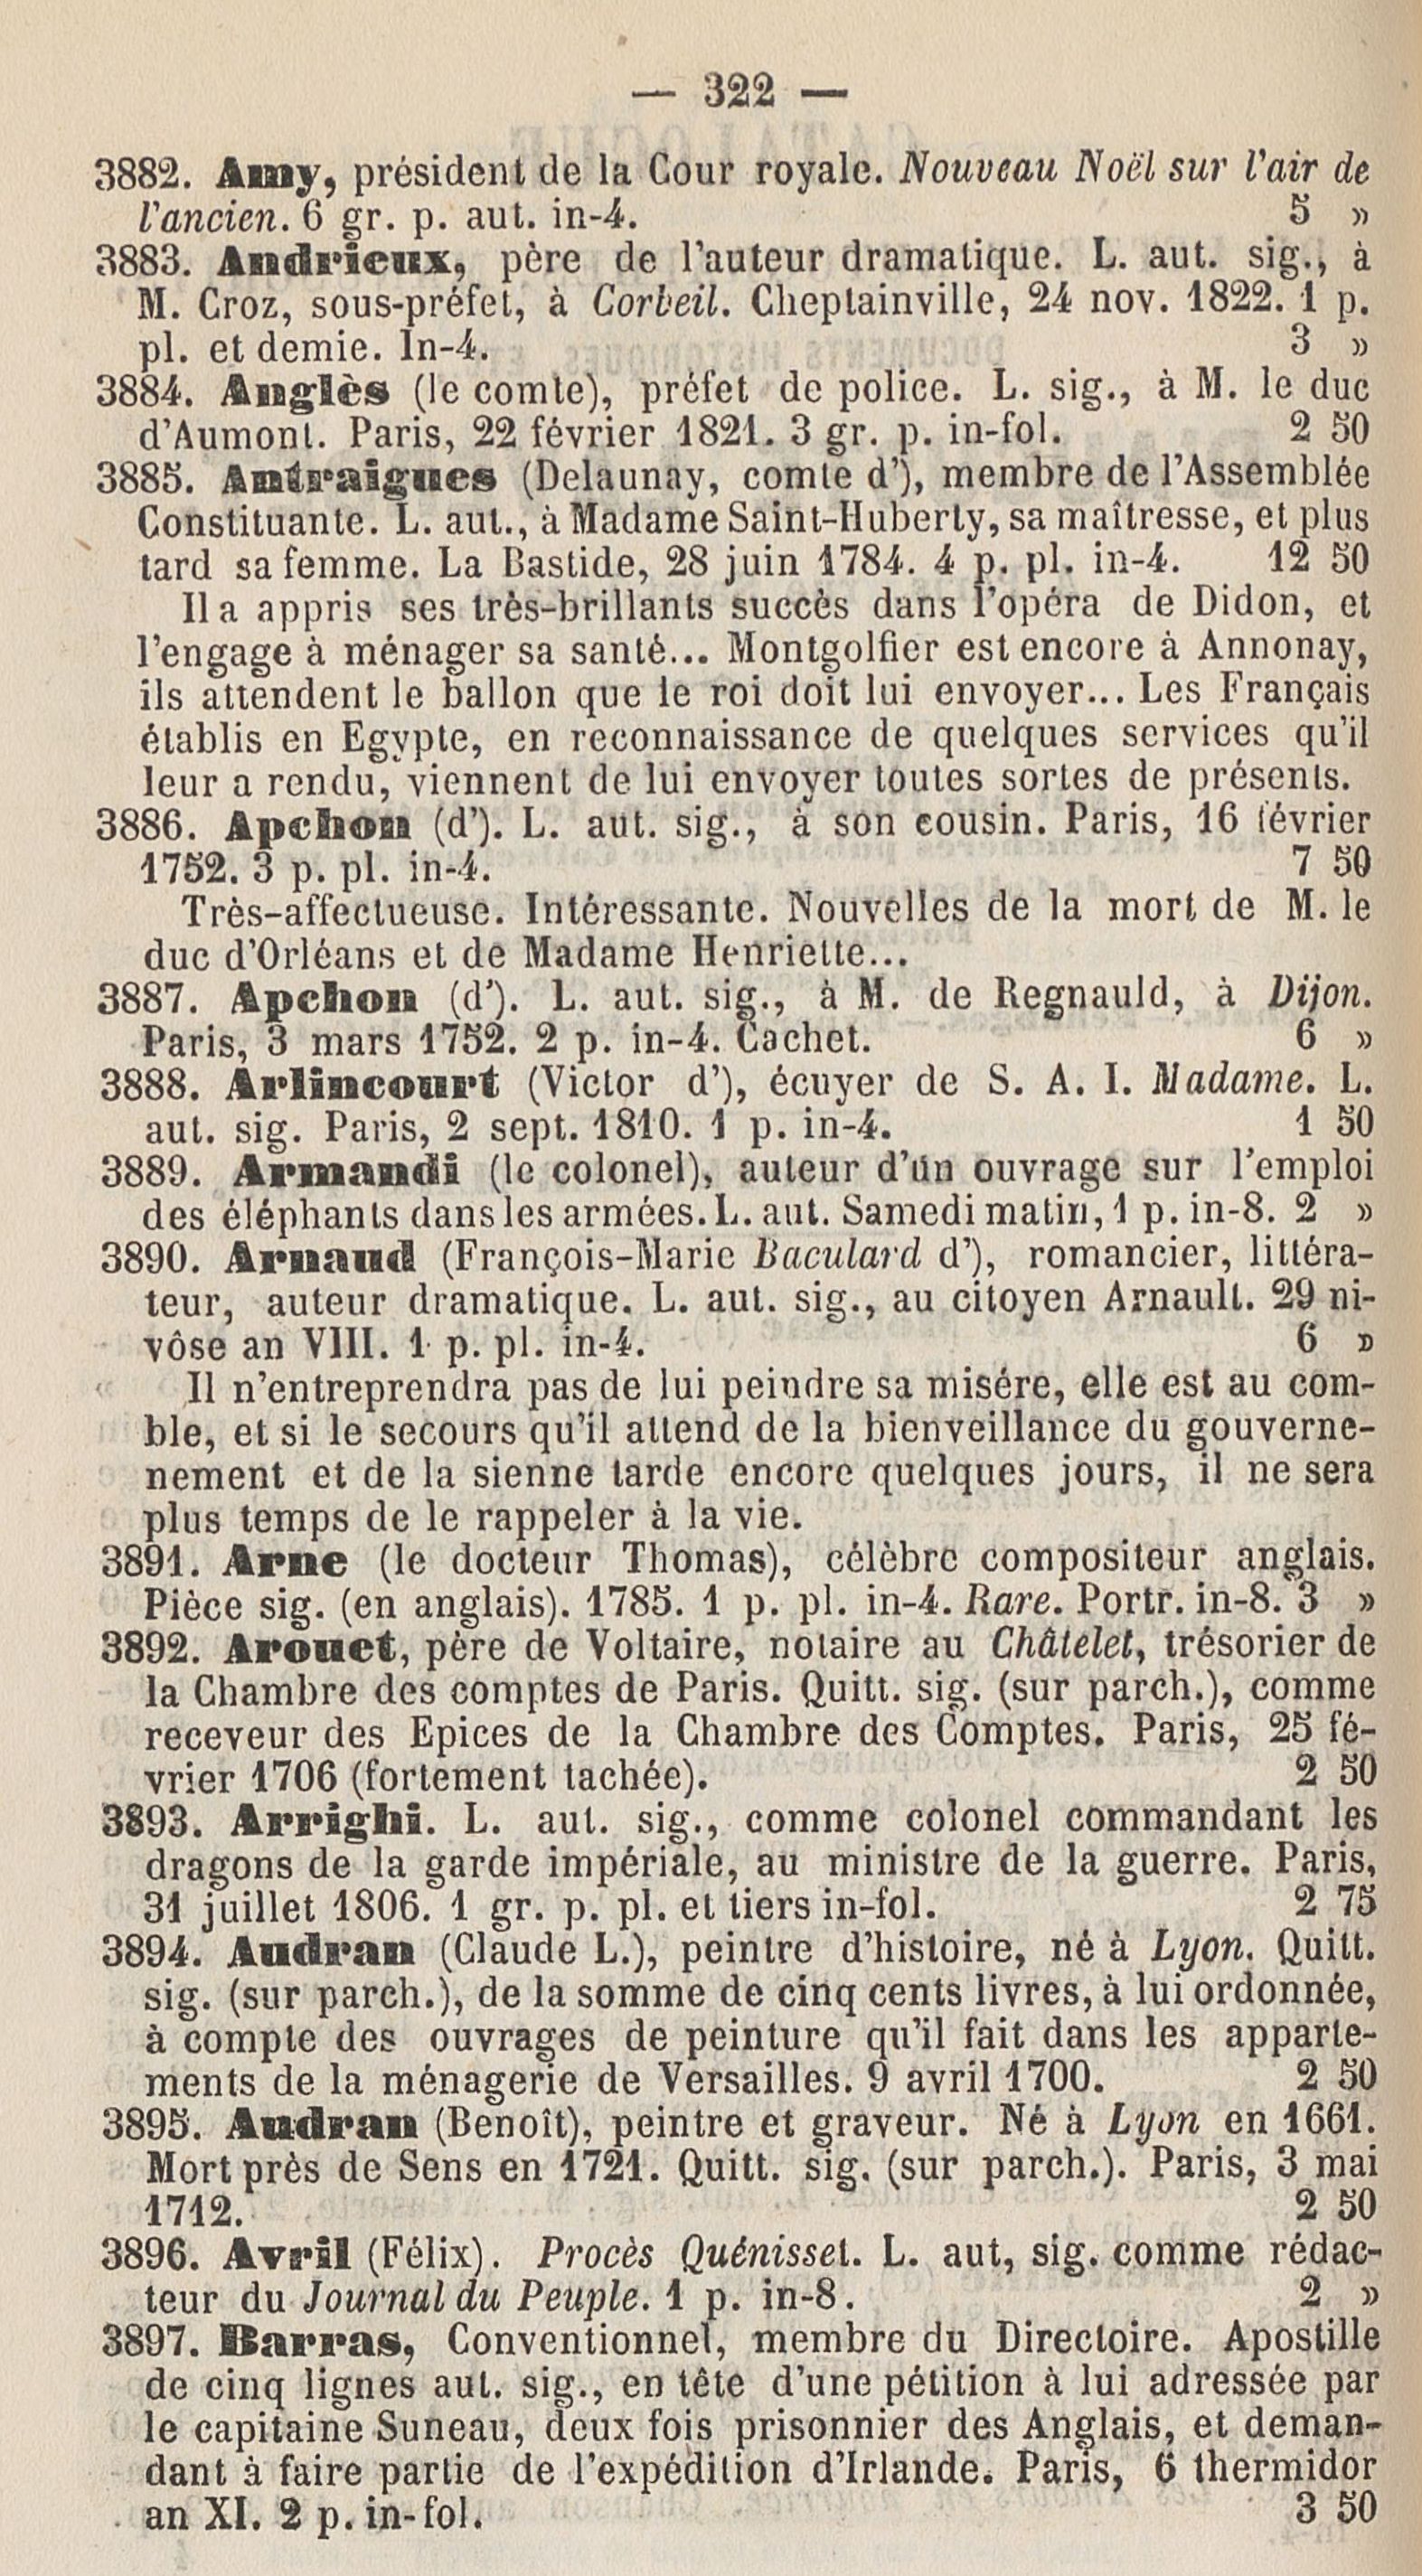 — 322 —
3882. Amy, président de la Cour royale. Nouveau Noël sur l'air de
l'ancien. 6 gr. p. aut. in-4. 5 »
3883. Andrieux, père de l'auteur dramatique. L. aut. sig., à
M. Croz, sous-préfet, à Corbeil. Cheptainville, 24 nov. 1822. 1 p.
pl. et demie. In-4. 3 »
3884. Anglès (le comte), préfet de police. L. sig., à M. le duc
d'Aumont. Paris, 22 février 1821. 3 gr. p. in-fol. 2 50
3885. Antraigues (Delaunay, comte d'), membre de l'Assemblée
Constituante. L. aut., à Madame Saint-Huberty, sa maîtresse, et plus
tard sa femme. La Bastide, 28 juin 1784. 4 p. pl. in-4. 12 50
Il a appris ses très-brillants succès dans l'opéra de Didon, et
l'engage à ménager sa santé... Montgolfier est encore à Annonay,
ils attendent le ballon que le roi doit lui envoyer... Les Français
établis en Egypte, en reconnaissance de quelques services qu'il
leur a rendu, viennent de lui envoyer toutes sortes de présents.
3886. Apchon (d'). L. aut. sig., à son cousin. Paris, 16 février
1752. 3 p. pl. in-4. 7 50
Très-affectueuse. Intéressante. Nouvelles de la mort de M. le
duc d'Orléans et de Madame Henriette...
3887. Apchon (d'). L. aut. sig., à M. de Regnauld, à Dijon.
Paris, 3 mars 1752. 2 p. in-4. Cachet. 6 »
3888. Arlincourt (Victor d'), écuyer de S. A. I. Madame. L.
aut. sig. Paris, 2 sept. 1810. 1 p. in-4. 1 50
3889. Armandi (le colonel), auteur d'un ouvrage sur l'emploi
des éléphants dans les armées. L. aut. Samedi matin, 1 p. in-8. 2 »
3890. Arnaud (François-Marie Baculard d'), romancier, littéra-
teur, auteur dramatique. L. aut. sig., au citoyen Arnault. 29 ni-
vôse an VIII. 1 p. pl. in-4. 6 »
Il n'entreprendra pas de lui peindre sa misére, elle est au com-
ble, et si le secours qu'il attend de la bienveillance du gouverne-
nement et de la sienne tarde encore quelques jours, il ne sera
plus temps de le rappeler à la vie.
3891. Arne (le docteur Thomas), célèbre compositeur anglais.
Pièce sig. (en anglais). 1785. 1 p. pl. in-4. Rare. Portr. in-8. 3 »
3892. Arouet, père de Voltaire, notaire au Châtelet, trésorier de
la Chambre des comptes de Paris. Quitt. sig. (sur parch.), comme
receveur des Epices de la Chambre des Comptes. Paris, 25 fé-
vrier 1706 (fortement tachée). 2 50
3893. Arrighi. L. aut. sig., comme colonel commandant les
dragons de la garde impériale, au ministre de la guerre. Paris,
31 juillet 1806. 1 gr. p. pl. et tiers in-fol. 2 75
3894. Audran (Claude L.), peintre d'histoire, né à Lyon. Quitt.
sig. (sur parch.), de la somme de cinq cents livres, à lui ordonnée,
à compte des ouvrages de peinture qu'il fait dans les apparte-
ments de la ménagerie de Versailles. 9 avril 1700. 2 50
3895. Audran (Benoît), peintre et graveur. Né à Lyon en 1661.
Mort près de Sens en 1721. Quitt. sig. (sur parch.). Paris, 3 mai
1712. 2 50
3896. Avril (Félix). Procès Quénisset. L. aut, sig. comme rédac-
teur du Journal du Peuple. 1 p. in-8. 2 »
3897. Barras, Conventionnel, membre du Directoire. Apostille
de cinq lignes aut. sig., en tête d'une pétition à lui adressée par
le capitaine Suneau, deux fois prisonnier des Anglais, et deman-
dant à faire partie de l'expédition d'Irlande. Paris, 6 thermidor
an XI. 2 p. in-fol. 3 50